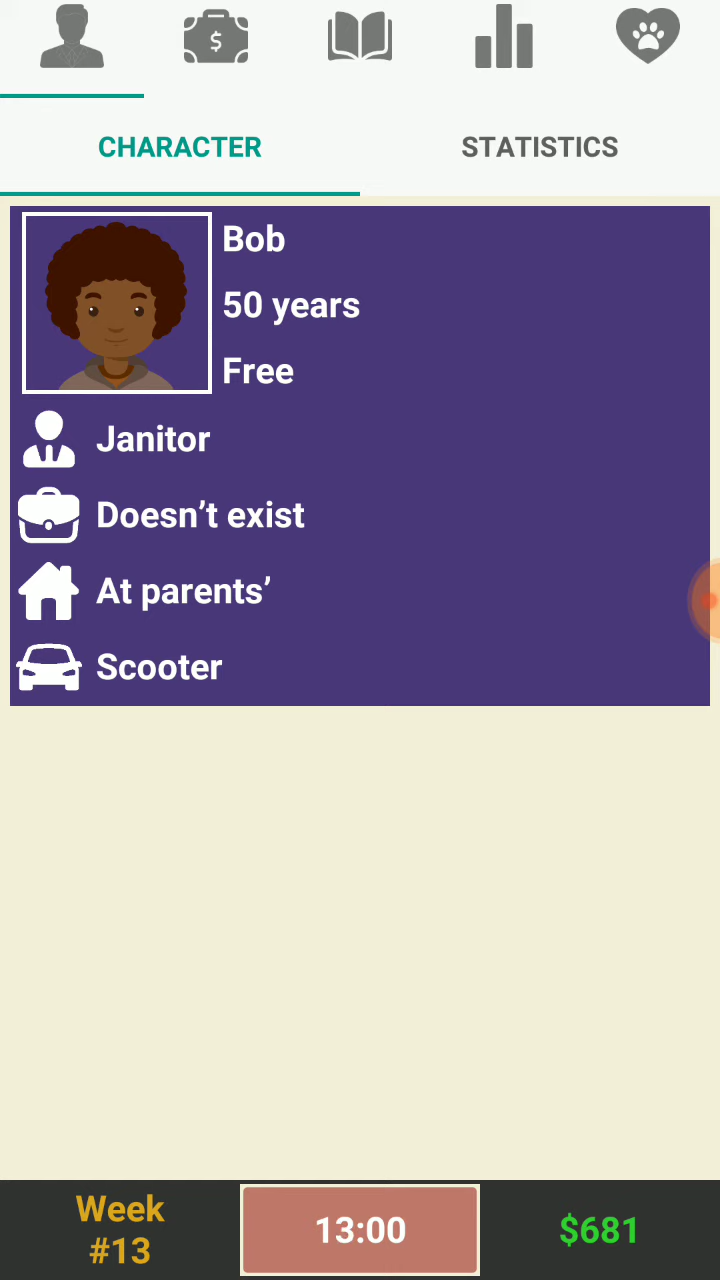 $
CHARACTER STATISTICS
Bob
50 years
Free
Janitor
Doesn’t exist
At parents’
Scooter
Week
#13
13:00
$681